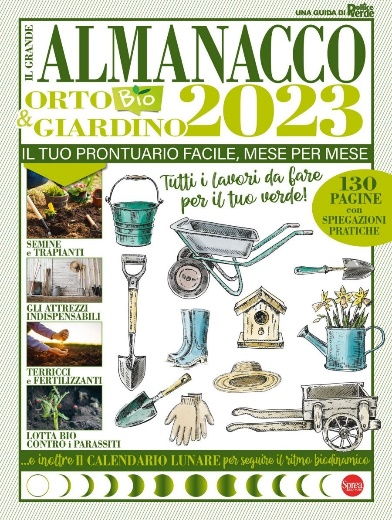 UNA GUIDA DI Pollice Verde
IL GRANDE
ALMANACCO
ORTO Bio
& GIARDINO
2023
IL TUO PRONTUARIO FACILE, MESE PER MESE
Tutti i lavori da fare
per il tuo verde!
130
PAGINE
con
SPIEGAZIONI
PRATICHE
SEMINE
e TRAPIANTI
GLI ATTREZZI
INDISPENSABILI
TERRICCI
e FERTILIZZANTI
LOTTA BIO
CONTRO i PARASSITI
...e inoltre Il CALENDARIO LUNARE per seguire il ritmo biodinamico
Sprea